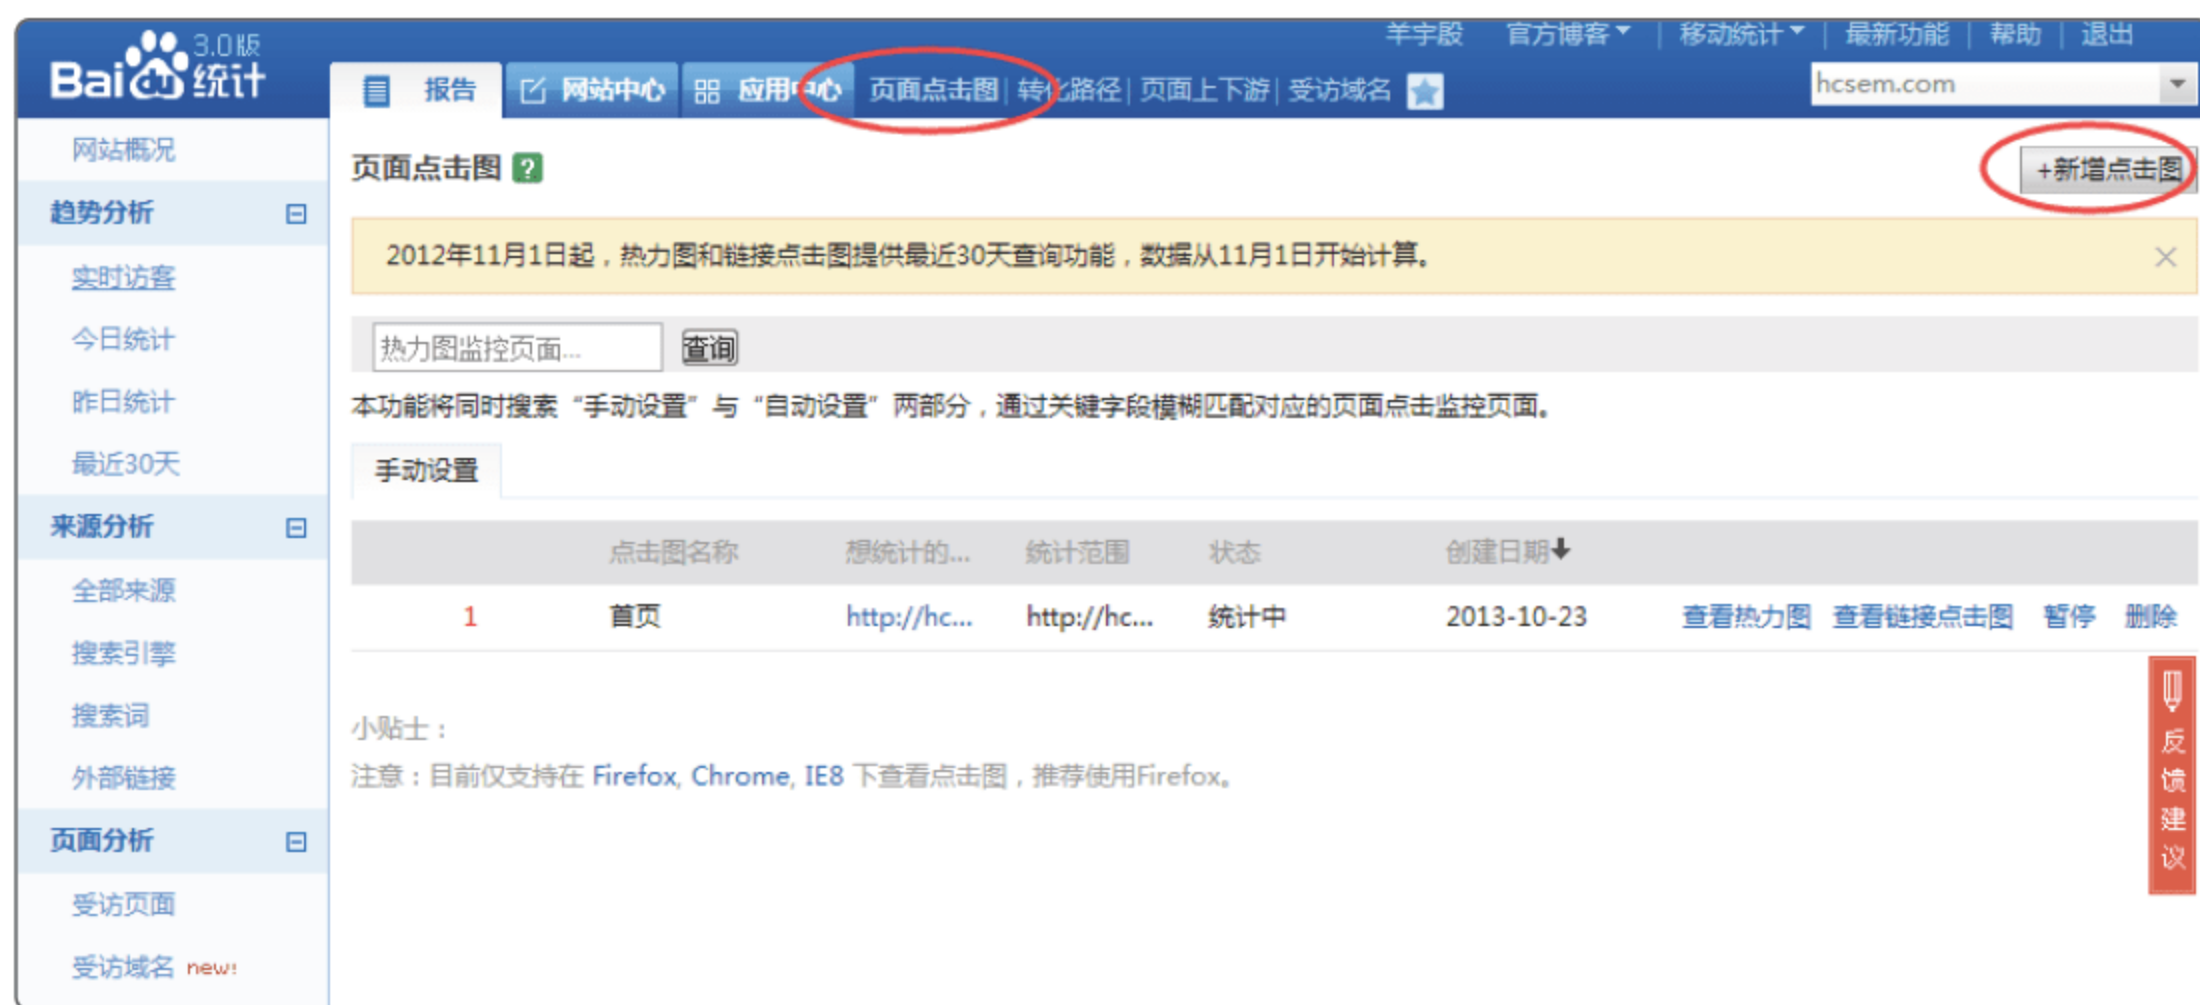 羊宇殷 官方博客 | 移动统计 | 最新功能 | 帮助 | 退出
Bai du 统计 3.0版
报告 网站中心 应用中心 页面点击图 | 转化路径 | 页面上下游 | 受访域名
hcsem.com
网站概况
趋势分析
实时访客
今日统计
昨日统计
最近30天
来源分析
全部来源
搜索引擎
搜索词
外部链接
页面分析
受访页面
受访域名 new!
页面点击图 ?
+新增点击图
2012年11月1日起，热力图和链接点击图提供最近30天查询功能，数据从11月1日开始计算。
热力图监控页面... 查询
本功能将同时搜索“手动设置”与“自动设置”两部分，通过关键字段模糊匹配对应的页面点击监控页面。
手动设置
点击图名称 想统计的... 统计范围 状态 创建日期
1 首页 http://hc... http://hc... 统计中 2013-10-23 查看热力图 查看链接点击图 暂停 删除
小贴士：
注意：目前仅支持在 Firefox, Chrome, IE8 下查看点击图，推荐使用Firefox。
反馈建议